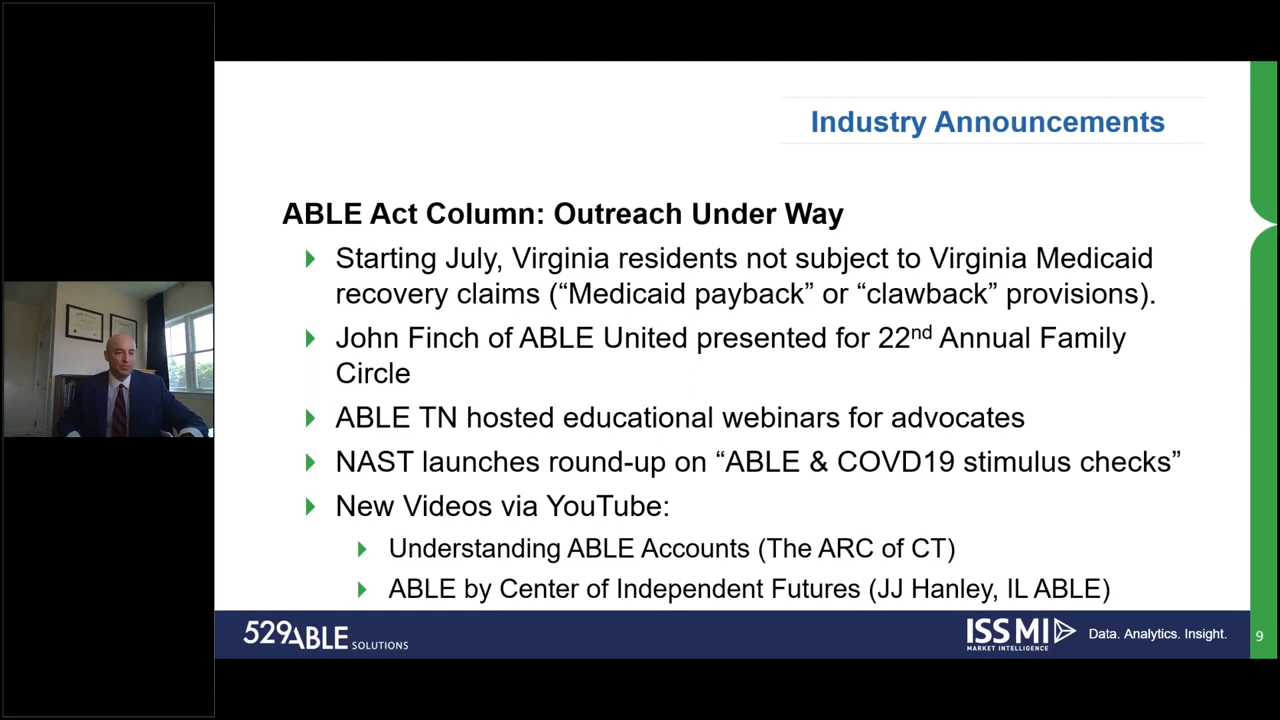 Industry Announcements
ABLE Act Column: Outreach Under Way
Starting July, Virginia residents not subject to Virginia Medicaid
recovery claims (“Medicaid payback” or “clawback” provisions).
John Finch of ABLE United presented for 22nd Annual Family
Circle
ABLE TN hosted educational webinars for advocates
NAST launches round-up on “ABLE & COVD19 stimulus checks”
New Videos via YouTube:
Understanding ABLE Accounts (The ARC of CT)
ABLE by Center of Independent Futures (JJ Hanley, IL ABLE)
529ABLE SOLUTIONS
ISS MI
MARKET INTELLIGENCE
Data. Analytics. Insight.
9